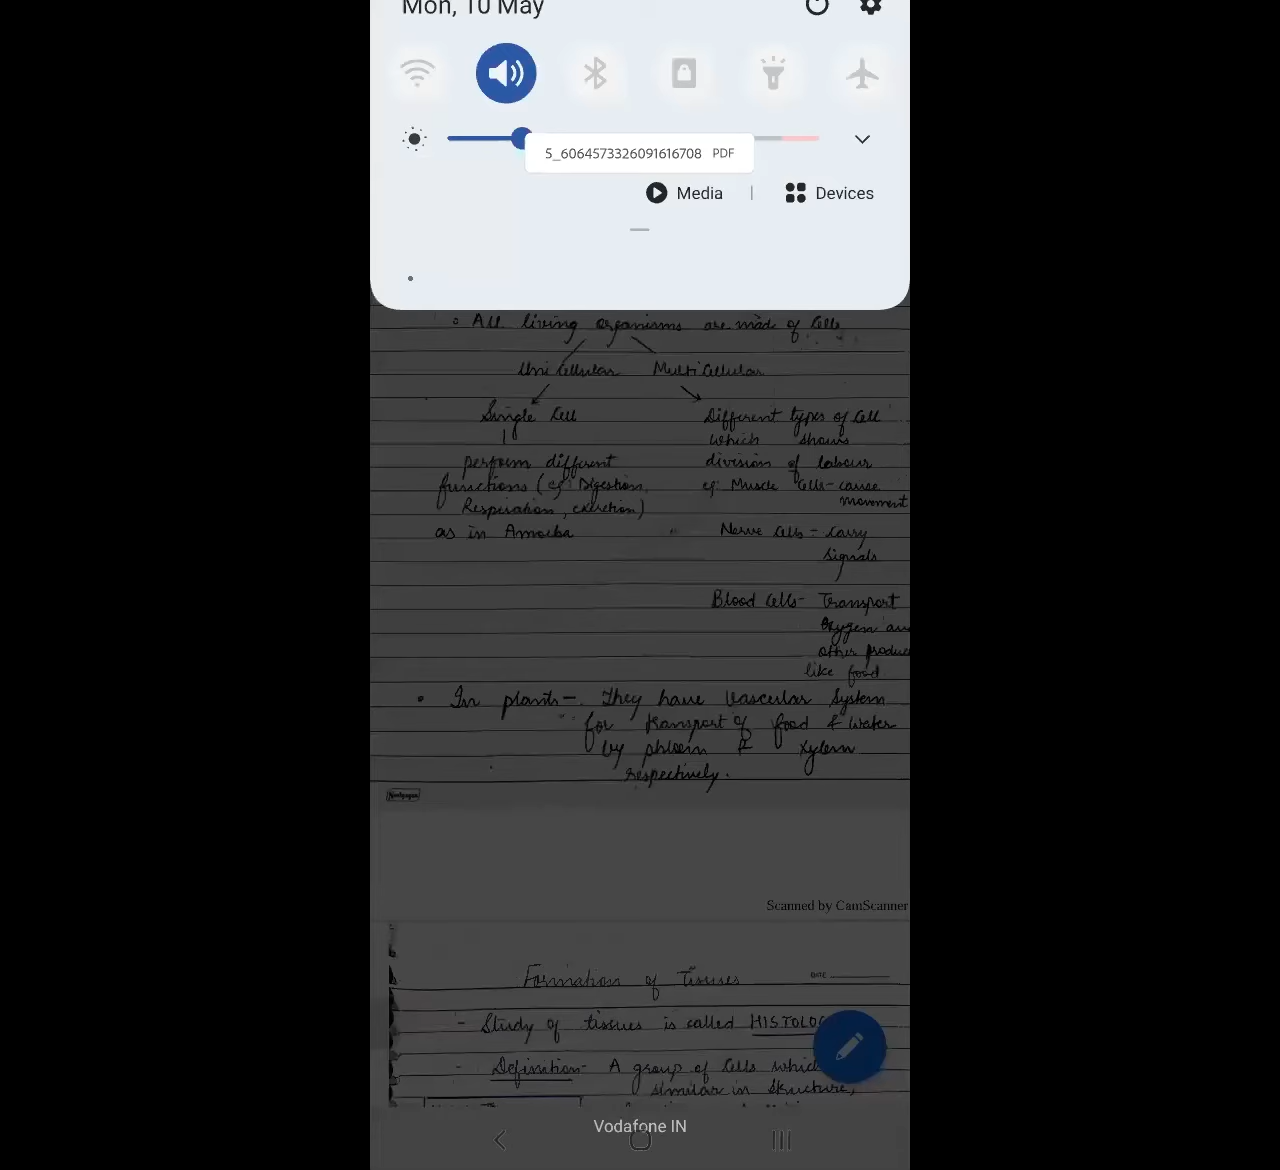 Mon, 10 May
5_6064573326091616708 PDF
Media | Devices
• All living organisms are made of Cells
Uni Cellular Multi Cellular
Single Cell Different types of Cell
which shows
perform different division of labour
functions (eg: Digestion, eg: Muscle Cells - cause
movement
Respiration, excretion)
as in Amoeba Nerve Cells - Carry
Signals
Blood Cells - Transport
Oxygen
other
like food
• In plants -. They have Vascular System
for transport of food & Water
by phloem & Xylem
respectively.
Navlgagan
Scanned by CamScanner
Formation of Tissues DATE
- Study of tissues is called
- Definition - A group of Cells
similar in structure,
Vodafone IN